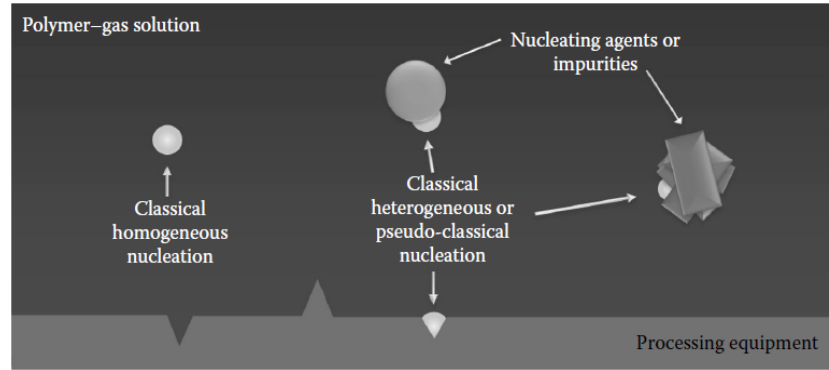 Polymer–gas solution
Nucleating agents or
impurities
Classical
homogeneous
nucleation
Classical
heterogeneous or
pseudo-classical
nucleation
Processing equipment